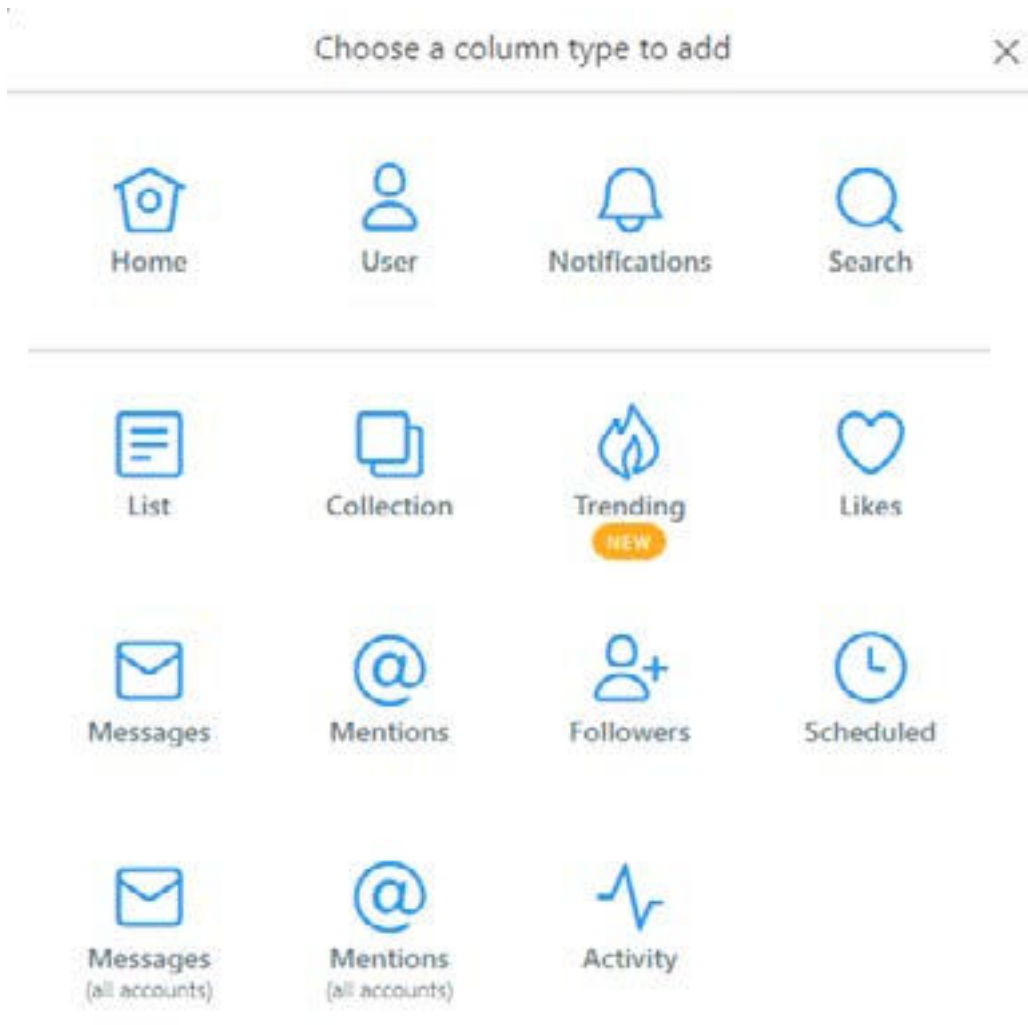 Choose a column type to add
Home User Notifications Search
List Collection Trending Likes
NEW
Messages Mentions Followers Scheduled
Messages Mentions Activity
(all accounts) (all accounts)